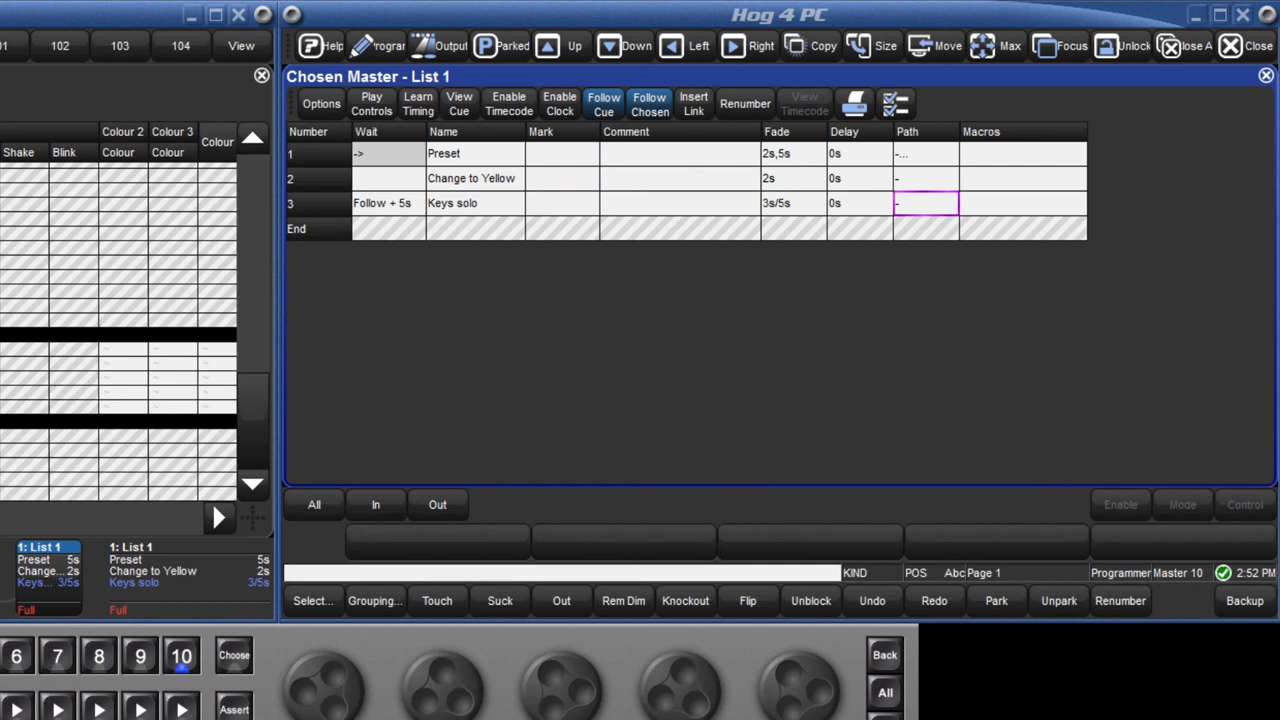 Hog 4 PC
01 102 103 104 View
Help Progran Output Parked Up Down Left Right Copy Size Move Max Focus Unlock lose A Close
Chosen Master - List 1
Options Play Controls Learn Timing View Cue Enable Timecode Enable Clock Follow Cue Follow Chosen Insert Link Renumber View Timecode
Colour 2 Colour 3 Colour
Shake Blink Colour Colour
Number Wait Name Mark Comment Fade Delay Path Macros
1 -> Preset 2s,5s 0s -...
2 Change to Yellow 2s 0s -
3 Follow + 5s Keys solo 3s/5s 0s -
End
All In Out Enable Mode Control
1: List 1 1: List 1
Preset 5s Preset 5s
Change... 2s Change to Yellow 2s
Keys... 3/5s Keys solo 3/5s
Full Full
KIND POS Abc Page 1 Programmer Master 10 2:52 PM
Select... Grouping... Touch Suck Out Rem Dim Knockout Flip Unblock Undo Redo Park Unpark Renumber Backup
6 7 8 9 10 Choose Back
Assert All